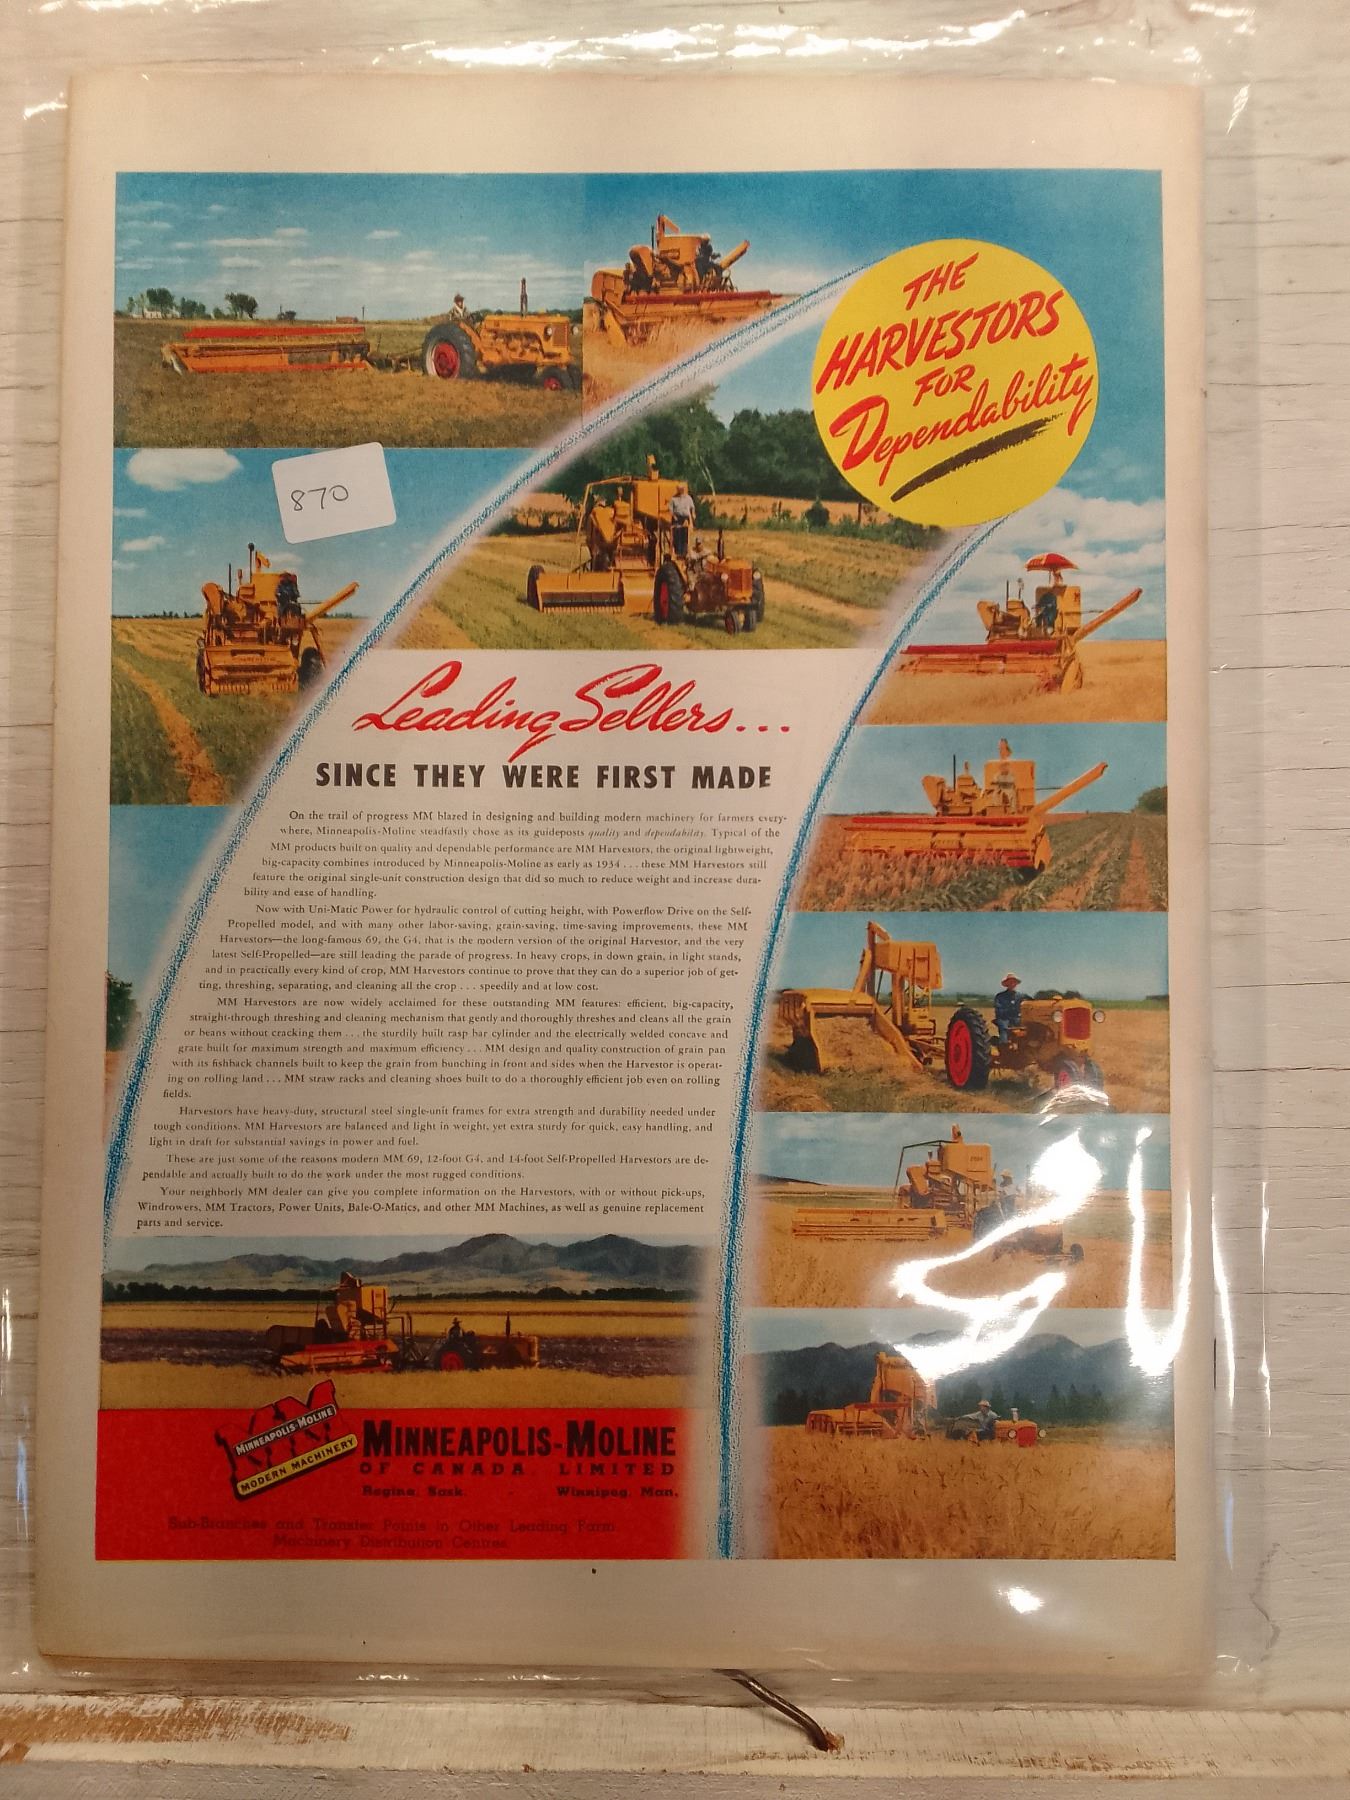 THE
HARVESTORS
FOR
Dependability
870
Leading Sellers...
SINCE THEY WERE FIRST MADE
On the trail of progress MM blazed in designing and building modern machinery for farmers every-
where, Minneapolis-Moline steadfastly chose as its guideposts quality and dependability. Typical of the
MM products built on quality and dependable performance are MM Harvestors, the original lightweight,
big-capacity combines introduced by Minneapolis-Moline as early as 1934 . . . these MM Harvestors still
feature the original single-unit construction design that did so much to reduce weight and increase dura-
bility and ease of handling.
Now with Uni-Matic Power for hydraulic control of cutting height, with Powerflow Drive on the Self-
Propelled model, and with many other labor-saving, grain-saving, time-saving improvements, these MM
Harvestors—the long-famous 69, the G4, that is the modern version of the original Harvestor, and the very
latest Self-Propelled—are still leading the parade of progress. In heavy crops, in down grain, in light stands,
and in practically every kind of crop, MM Harvestors continue to prove that they can do a superior job of get-
ting, threshing, separating, and cleaning all the crop . . . speedily and at low cost.
MM Harvestors are now widely acclaimed for these outstanding MM features: efficient, big-capacity,
straight-through threshing and cleaning mechanism that gently and thoroughly threshes and cleans all the grain
or beans without cracking them . . . the sturdily built rasp bar cylinder and the electrically welded concave and
grate built for maximum strength and maximum efficiency . . . MM design and quality construction of grain pan
with its fishback channels built to keep the grain from bunching in front and sides when the Harvestor is operat-
ing on rolling land . . . MM straw racks and cleaning shoes built to do a thoroughly efficient job even on rolling
fields.
Harvestors have heavy-duty, structural steel single-unit frames for extra strength and durability needed under
tough conditions. MM Harvestors are balanced and light in weight, yet extra sturdy for quick, easy handling, and
light in draft for substantial savings in power and fuel.
These are just some of the reasons modern MM 69, 12-foot G4, and 14-foot Self-Propelled Harvestors are de-
pendable and actually built to do the work under the most rugged conditions.
Your neighborly MM dealer can give you complete information on the Harvestors, with or without pick-ups,
Windrowers, MM Tractors, Power Units, Bale-O-Matics, and other MM Machines, as well as genuine replacement
parts and service.
MM
MINNEAPOLIS-MOLINE
MODERN MACHINERY
MINNEAPOLIS-MOLINE
OF CANADA LIMITED
Regina, Sask. Winnipeg, Man.
Sub-Branches and Transfer Points in Other Leading Farm
Machinery Distribution Centres